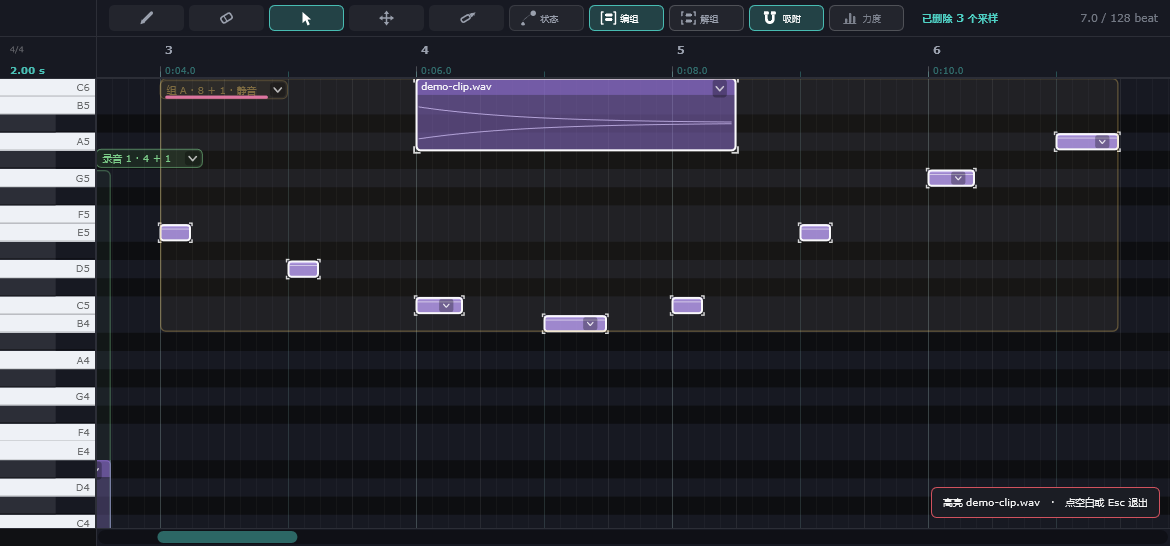 状态
编组
解组
吸附
力度
已删除 3 个采样
7.0 / 128 beat
4/4
3
4
5
6
2.00 s
0:04.0
0:06.0
0:08.0
0:10.0
C6
组 A · 8 + 1 · 静音
demo-clip.wav
B5
A5
录音 1 · 4 + 1
G5
F5
E5
D5
C5
B4
A4
G4
F4
E4
D4
高亮 demo-clip.wav · 点空白或 Esc 退出
C4